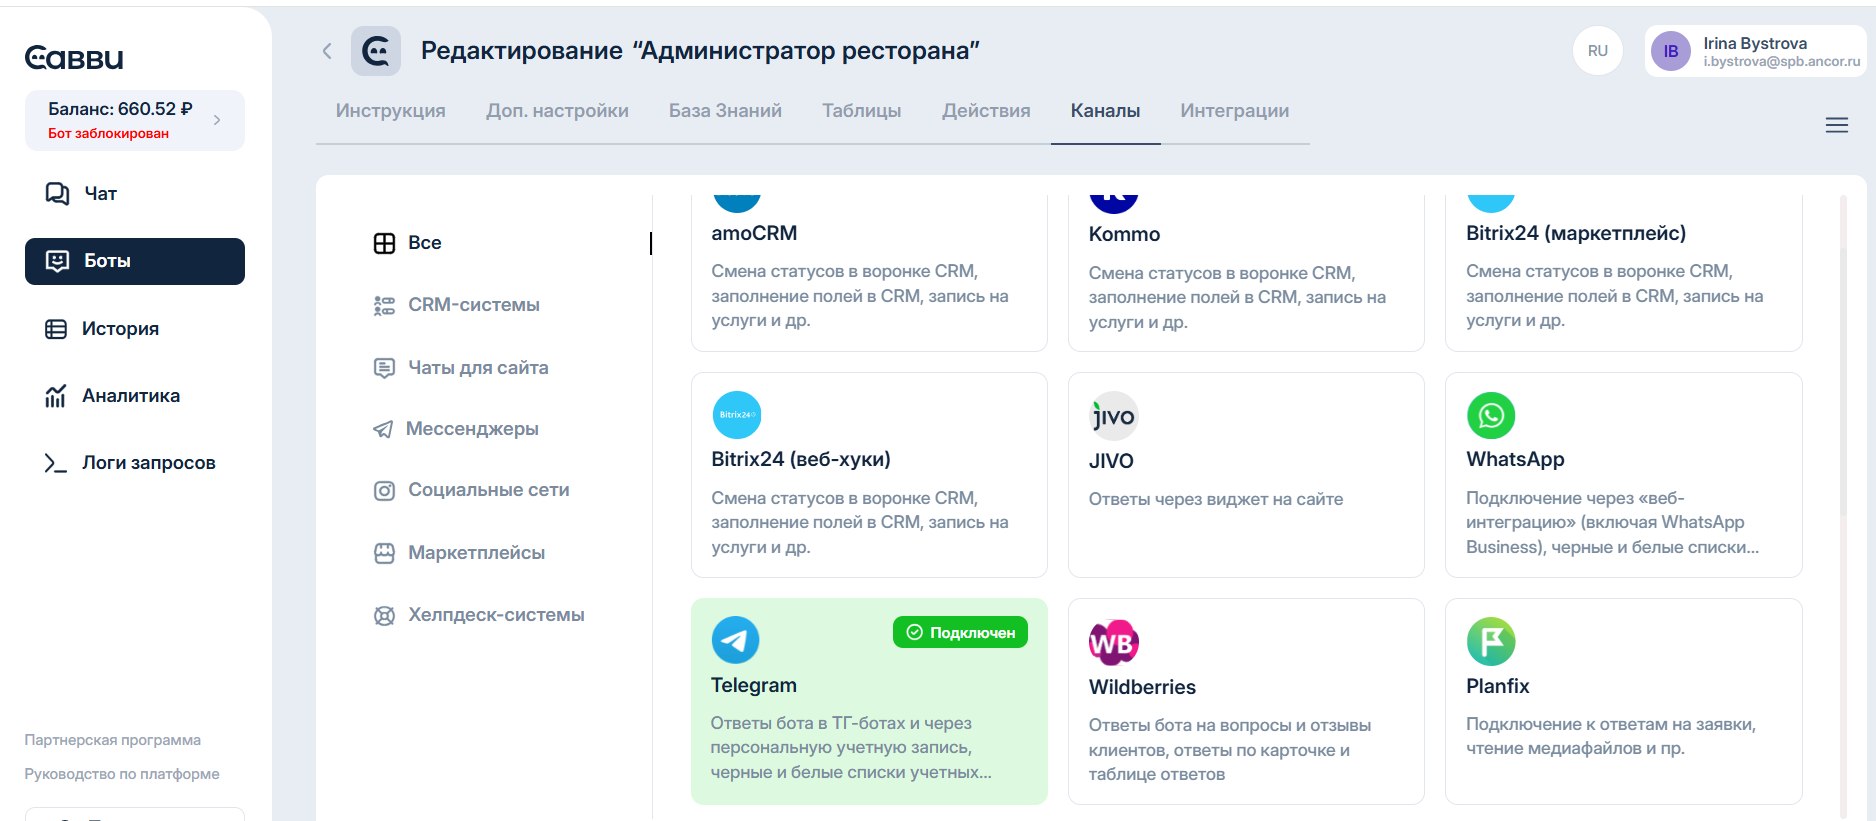 Савви
Баланс: 660.52 ₽
Бот заблокирован
Чат
Боты
История
Аналитика
Логи запросов
Партнерская программа
Руководство по платформе
Редактирование “Администратор ресторана”
RU
IB
Irina Bystrova
i.bystrova@spb.ancor.ru
Инструкция
Доп. настройки
База Знаний
Таблицы
Действия
Каналы
Интеграции
Все
CRM-системы
Чаты для сайта
Мессенджеры
Социальные сети
Маркетплейсы
Хелпдеск-системы
amoCRM
Смена статусов в воронке CRM,
заполнение полей в CRM, запись на
услуги и др.
Kommo
Смена статусов в воронке CRM,
заполнение полей в CRM, запись на
услуги и др.
Bitrix24 (маркетплейс)
Смена статусов в воронке CRM,
заполнение полей в CRM, запись на
услуги и др.
Bitrix24
Bitrix24 (веб-хуки)
Смена статусов в воронке CRM,
заполнение полей в CRM, запись на
услуги и др.
jivo
JIVO
Ответы через виджет на сайте
WhatsApp
Подключение через «веб-
интеграцию» (включая WhatsApp
Business), черные и белые списки...
Подключен
Telegram
Ответы бота в ТГ-ботах и через
персональную учетную запись,
черные и белые списки учетных...
WB
Wildberries
Ответы бота на вопросы и отзывы
клиентов, ответы по карточке и
таблице ответов
Planfix
Подключение к ответам на заявки,
чтение медиафайлов и пр.